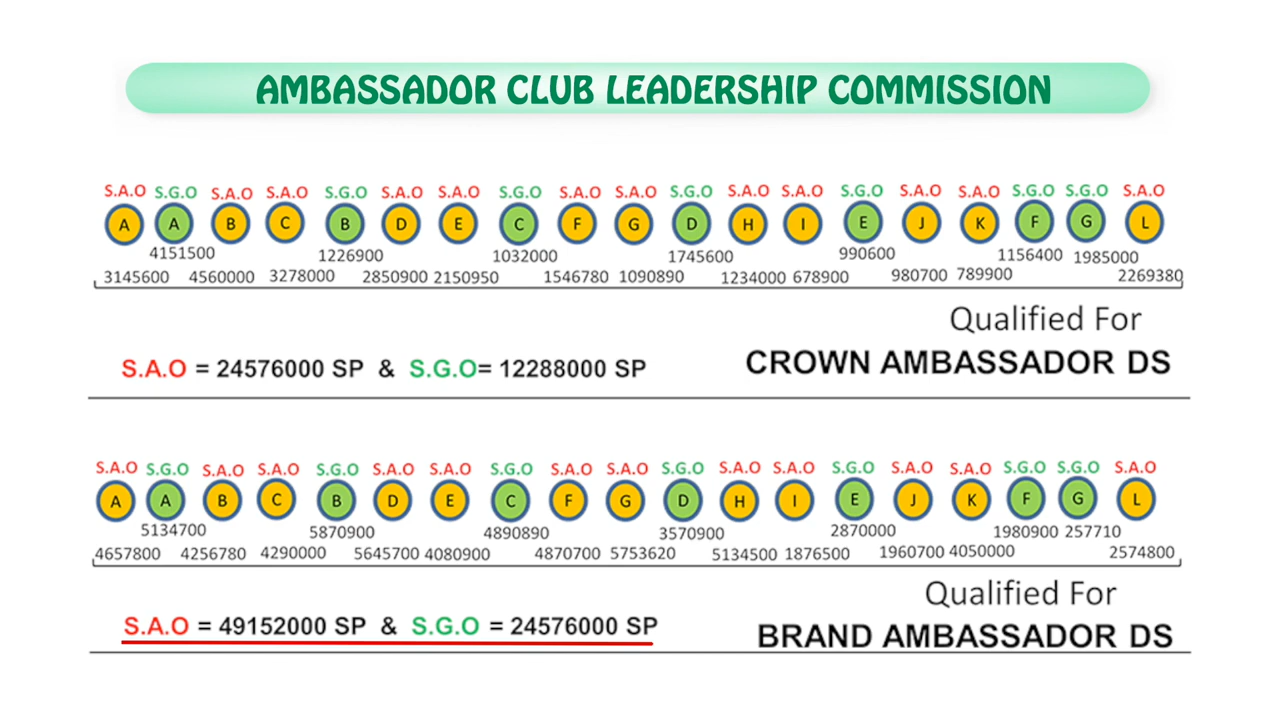 AMBASSADOR CLUB LEADERSHIP COMMISSION
S.A.O S.G.O S.A.O S.A.O S.G.O S.A.O S.A.O S.G.O S.A.O S.A.O S.G.O S.A.O S.A.O S.G.O S.A.O S.A.O S.G.O S.G.O S.A.O
A A B C B D E C F G D H I E J K F G L
4151500 1226900 1032000 1745600 990600 1156400 1985000
3145600 4560000 3278000 2850900 2150950 1546780 1090890 1234000 678900 980700 789900 2269380
Qualified For
S.A.O = 24576000 SP & S.G.O= 12288000 SP
CROWN AMBASSADOR DS
S.A.O S.G.O S.A.O S.A.O S.G.O S.A.O S.A.O S.G.O S.A.O S.A.O S.G.O S.A.O S.A.O S.G.O S.A.O S.A.O S.G.O S.G.O S.A.O
A A B C B D E C F G D H I E J K F G L
5134700 5870900 4890890 3570900 2870000 1980900 257710
4657800 4256780 4290000 5645700 4080900 4870700 5753620 5134500 1876500 1960700 4050000 2574800
Qualified For
S.A.O = 49152000 SP & S.G.O = 24576000 SP
BRAND AMBASSADOR DS